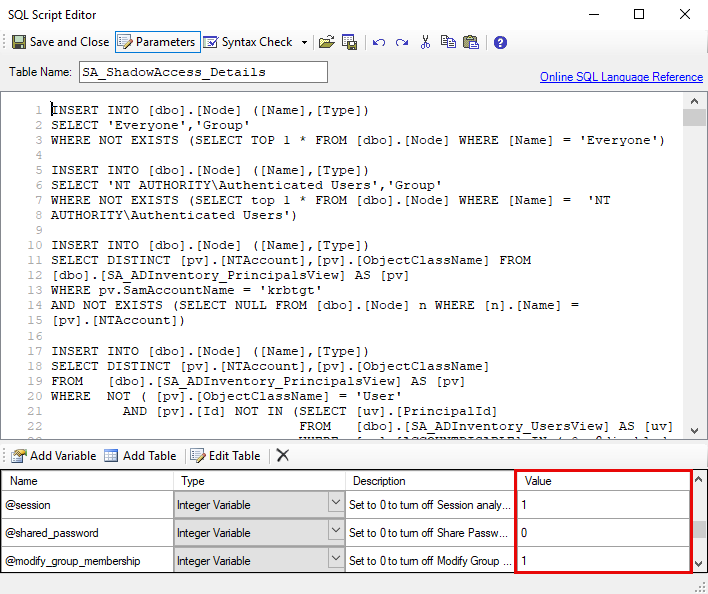 SQL Script Editor
Save and Close Parameters Syntax Check
Table Name: SA_ShadowAccess_Details Online SQL Language Reference
1 INSERT INTO [dbo].[Node] ([Name],[Type])
2 SELECT 'Everyone','Group'
3 WHERE NOT EXISTS (SELECT TOP 1 * FROM [dbo].[Node] WHERE [Name] = 'Everyone')
4
5 INSERT INTO [dbo].[Node] ([Name],[Type])
6 SELECT 'NT AUTHORITY\Authenticated Users','Group'
7 WHERE NOT EXISTS (SELECT top 1 * FROM [dbo].[Node] WHERE [Name] = 'NT
8 AUTHORITY\Authenticated Users')
9
10 INSERT INTO [dbo].[Node] ([Name],[Type])
11 SELECT DISTINCT [pv].[NTAccount],[pv].[ObjectClassName] FROM
12 [dbo].[SA_ADInventory_PrincipalsView] AS [pv]
13 WHERE pv.SamAccountName = 'krbtgt'
14 AND NOT EXISTS (SELECT NULL FROM [dbo].[Node] n WHERE [n].[Name] =
15 [pv].[NTAccount])
16
17 INSERT INTO [dbo].[Node] ([Name],[Type])
18 SELECT DISTINCT [pv].[NTAccount],[pv].[ObjectClassName]
19 FROM [dbo].[SA_ADInventory_PrincipalsView] AS [pv]
20 WHERE NOT ( [pv].[ObjectClassName] = 'User'
21 AND [pv].[Id] NOT IN (SELECT [uv].[PrincipalId]
22 FROM [dbo].[SA_ADInventory_UsersView] AS [uv]
Add Variable Add Table Edit Table
Name Type Description Value
@session Integer Variable Set to 0 to turn off Session analy... 1
@shared_password Integer Variable Set to 0 to turn off Share Passw... 0
@modify_group_membership Integer Variable Set to 0 to turn off Modify Group ... 1